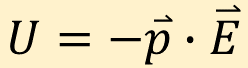 U = −p⃗ · E⃗